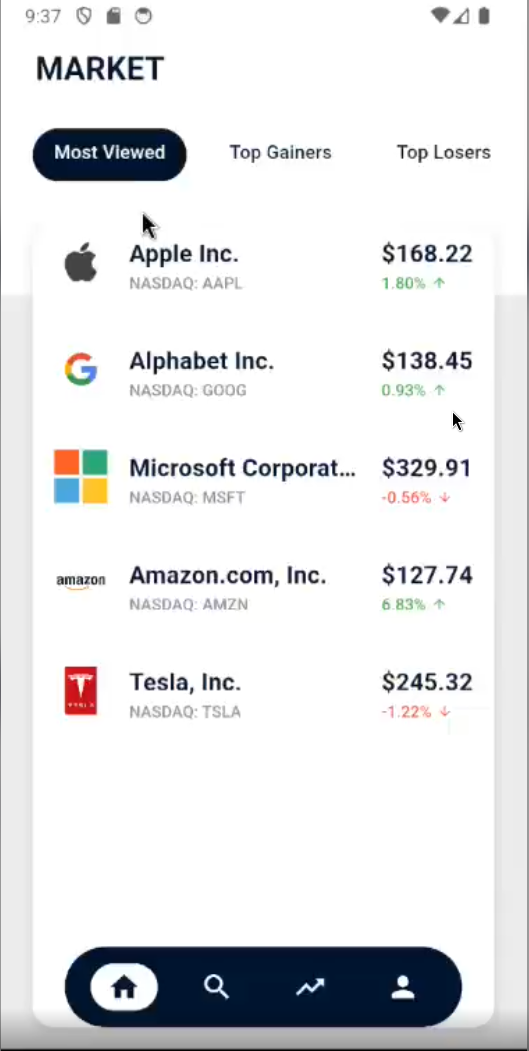 9:37
MARKET
Most Viewed Top Gainers Top Losers
Apple Inc. $168.22
NASDAQ: AAPL 1.80% ↑
Alphabet Inc. $138.45
NASDAQ: GOOG 0.93% ↑
Microsoft Corporat... $329.91
NASDAQ: MSFT -0.56% ↓
amazon Amazon.com, Inc. $127.74
NASDAQ: AMZN 6.83% ↑
Tesla, Inc. $245.32
TESLA NASDAQ: TSLA -1.22% ↓